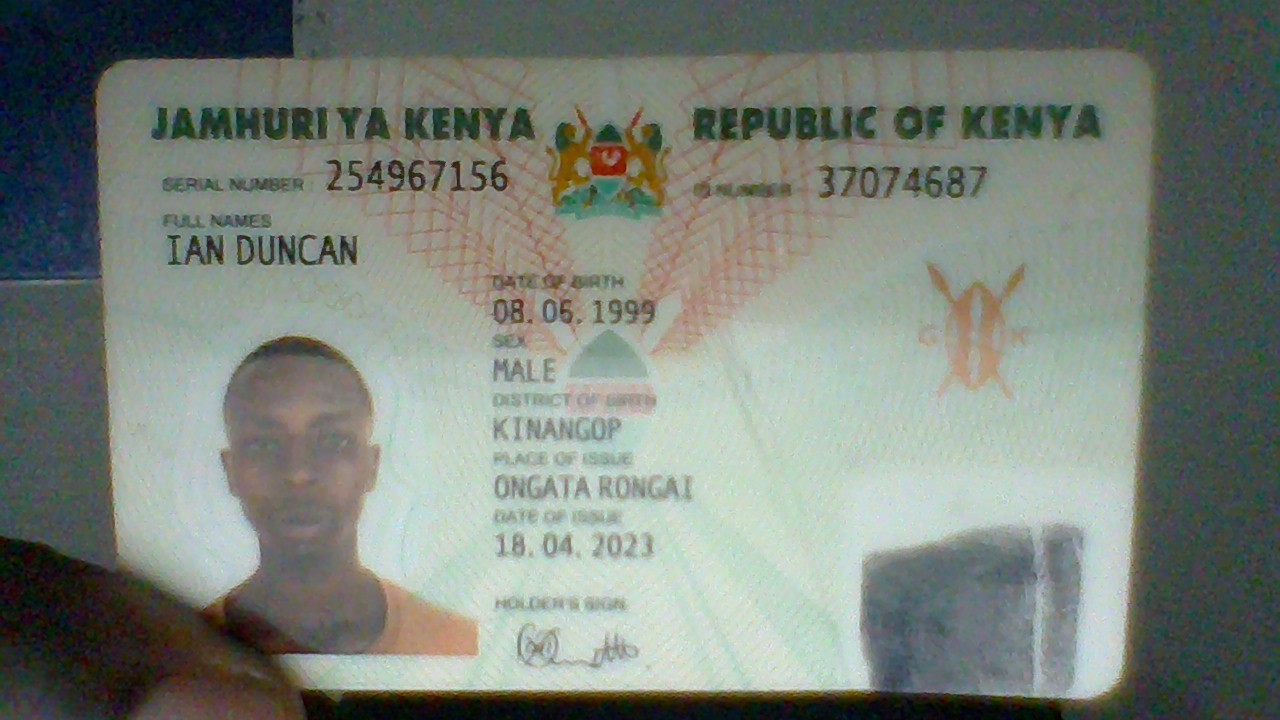 JAMHURI YA KENYA REPUBLIC OF KENYA
SERIAL NUMBER : 254967156 ID NUMBER : 37074687
FULL NAMES
IAN DUNCAN
DATE OF BIRTH
08. 06. 1999
SEX
MALE
DISTRICT OF BIRTH
KINANGOP
PLACE OF ISSUE
ONGATA RONGAI
DATE OF ISSUE
18. 04. 2023
HOLDER'S SIGN.
G K